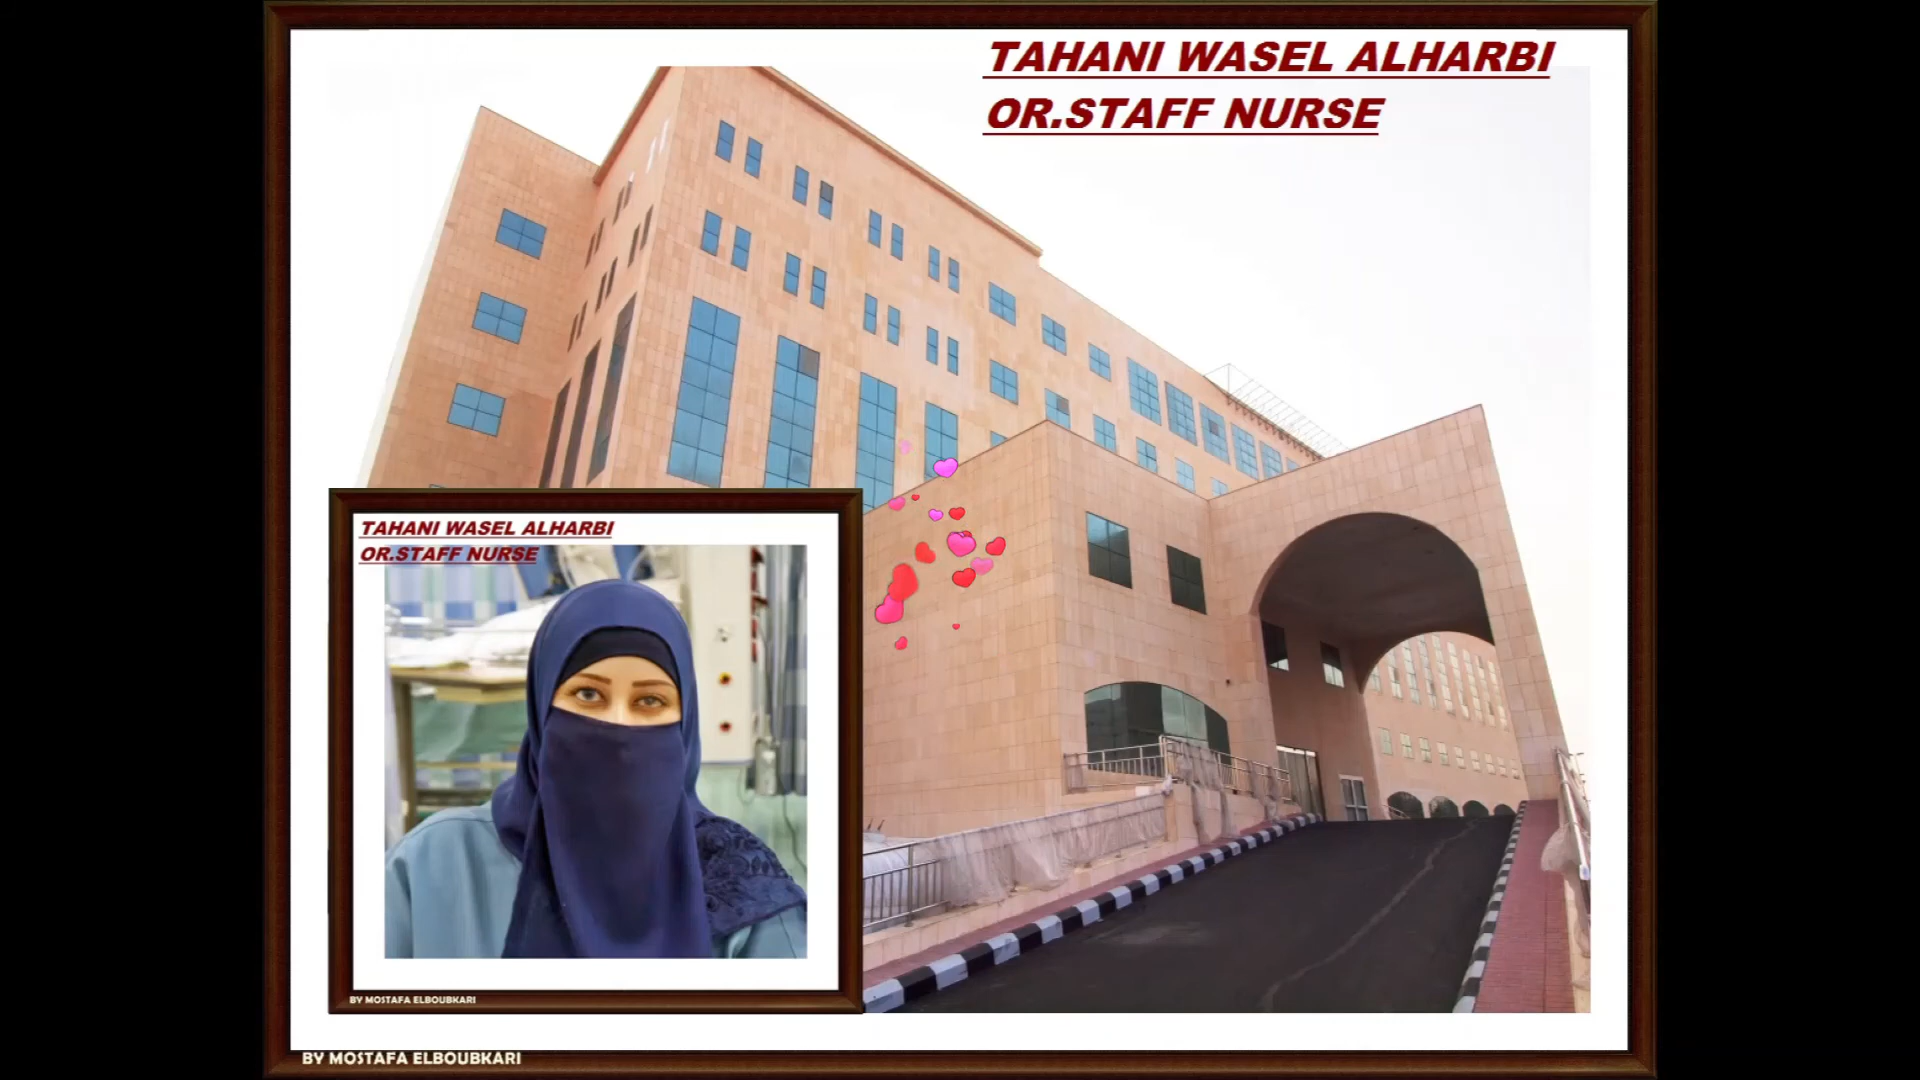 TAHANI WASEL ALHARBI
OR.STAFF NURSE
TAHANI WASEL ALHARBI
OR.STAFF NURSE
BY MOSTAFA ELBOUBKARI
BY MOSTAFA ELBOUBKARI